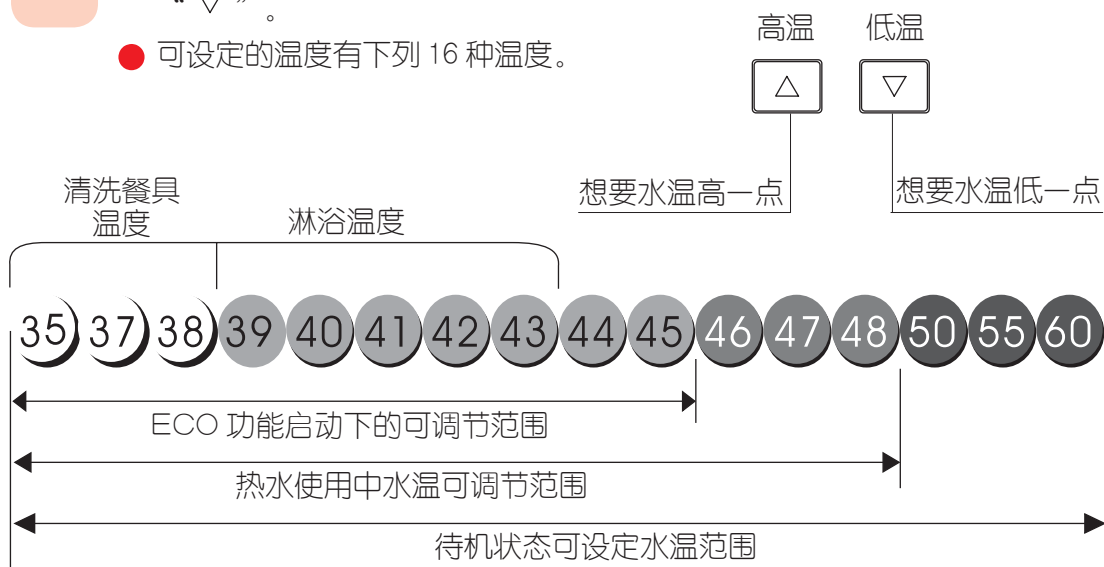 “▽”。
● 可设定的温度有下列 16 种温度。
高温 低温
△ ▽
想要水温高一点 想要水温低一点
清洗餐具
温度
淋浴温度
35 37 38 39 40 41 42 43 44 45 46 47 48 50 55 60
ECO 功能启动下的可调节范围
热水使用中水温可调节范围
待机状态可设定水温范围